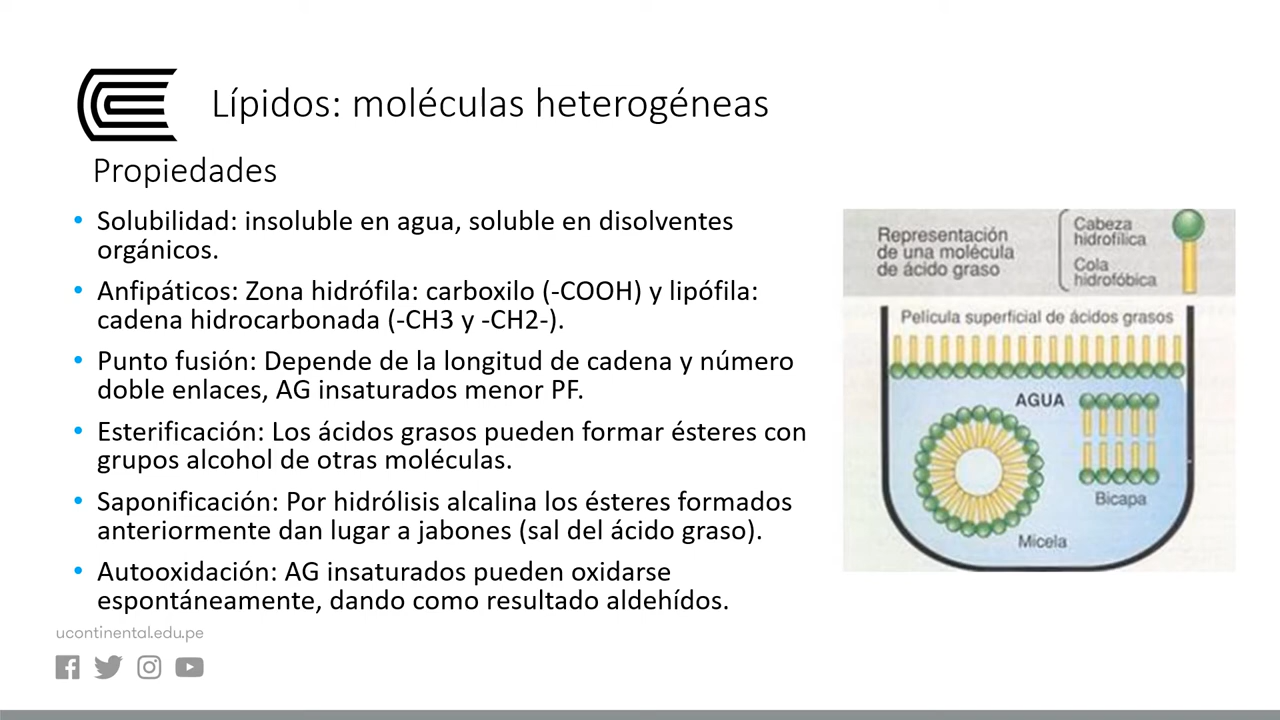 Lípidos: moléculas heterogéneas
Propiedades
• Solubilidad: insoluble en agua, soluble en disolventes
orgánicos.
• Anfipáticos: Zona hidrófila: carboxilo (-COOH) y lipófila:
cadena hidrocarbonada (-CH3 y -CH2-).
• Punto fusión: Depende de la longitud de cadena y número
doble enlaces, AG insaturados menor PF.
• Esterificación: Los ácidos grasos pueden formar ésteres con
grupos alcohol de otras moléculas.
• Saponificación: Por hidrólisis alcalina los ésteres formados
anteriormente dan lugar a jabones (sal del ácido graso).
• Autooxidación: AG insaturados pueden oxidarse
espontáneamente, dando como resultado aldehídos.
Representación
de una molécula
de ácido graso
Cabeza
hidrofílica
Cola
hidrofóbica
Película superficial de ácidos grasos
AGUA
Bicapa
Micela
ucontinental.edu.pe